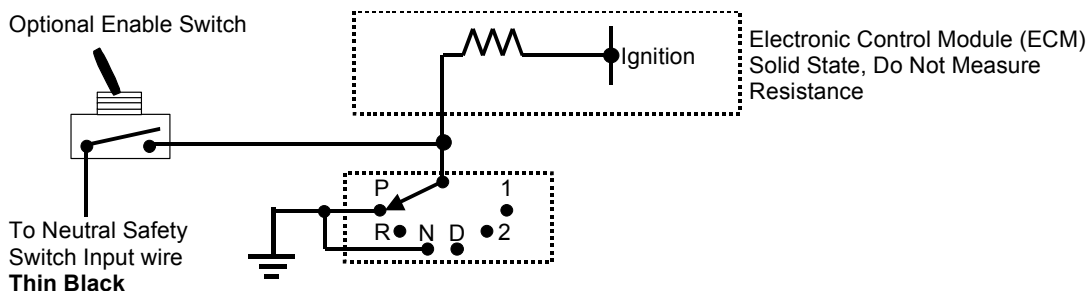 Optional Enable Switch
Ignition
Electronic Control Module (ECM)
Solid State, Do Not Measure
Resistance
P
1
R
N
D
2
To Neutral Safety
Switch Input wire
Thin Black